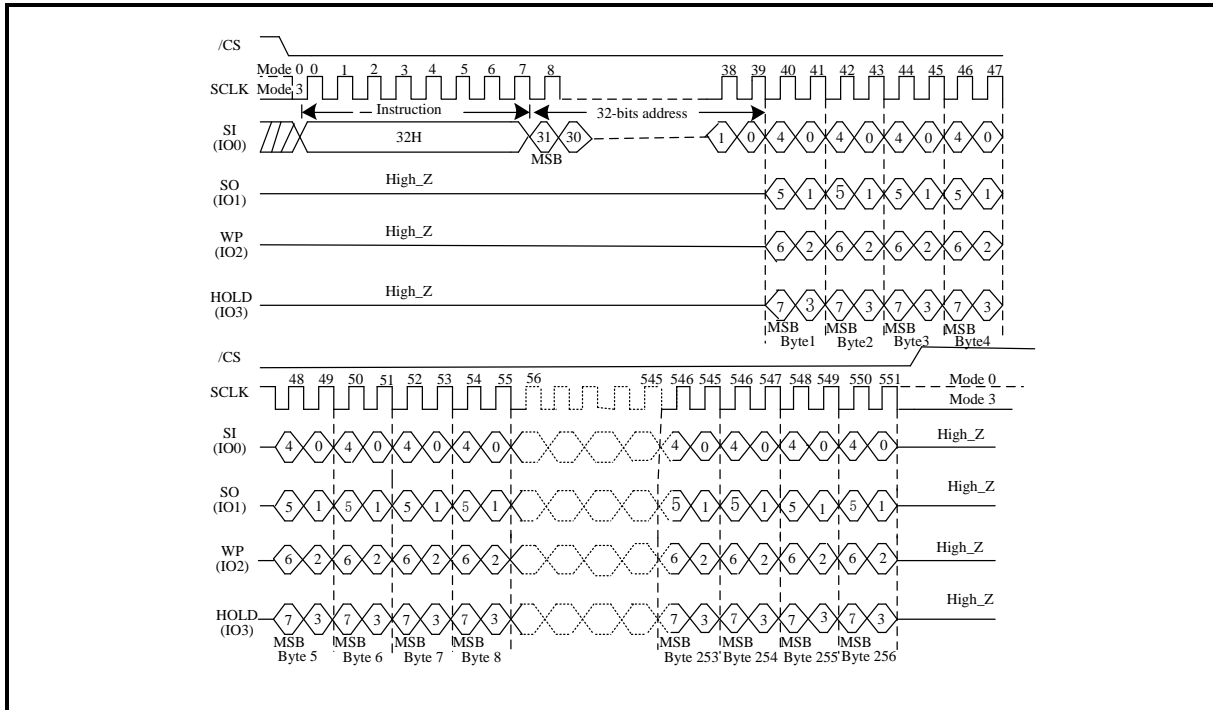 /CS
Mode 0 0 1 2 3 4 5 6 7 8 38 39 40 41 42 43 44 45 46 47
SCLK Mode 3
Instruction 32-bits address
SI
(IO0)
32H 31 30 1 0 4 0 4 0 4 0 4 0
MSB
SO
(IO1)
High_Z 5 1 5 1 5 1 5 1
WP
(IO2)
High_Z 6 2 6 2 6 2 6 2
HOLD
(IO3)
High_Z 7 3 7 3 7 3 7 3
MSB MSB MSB MSB
Byte1 Byte2 Byte3 Byte4
/CS
48 49 50 51 52 53 54 55 56 545 546 545 546 547 548 549 550 551 Mode 0
SCLK
Mode 3
SI
(IO0)
4 0 4 0 4 0 4 0 4 0 4 0 4 0 4 0 High_Z
SO
(IO1)
5 1 5 1 5 1 5 1 5 1 5 1 5 1 5 1 High_Z
WP
(IO2)
6 2 6 2 6 2 6 2 6 2 6 2 6 2 6 2 High_Z
HOLD
(IO3)
7 3 7 3 7 3 7 3 7 3 7 3 7 3 7 3 High_Z
MSB MSB MSB MSB MSB MSB MSB MSB
Byte 5 Byte 6 Byte 7 Byte 8 Byte 253 Byte 254 Byte 255 Byte 256